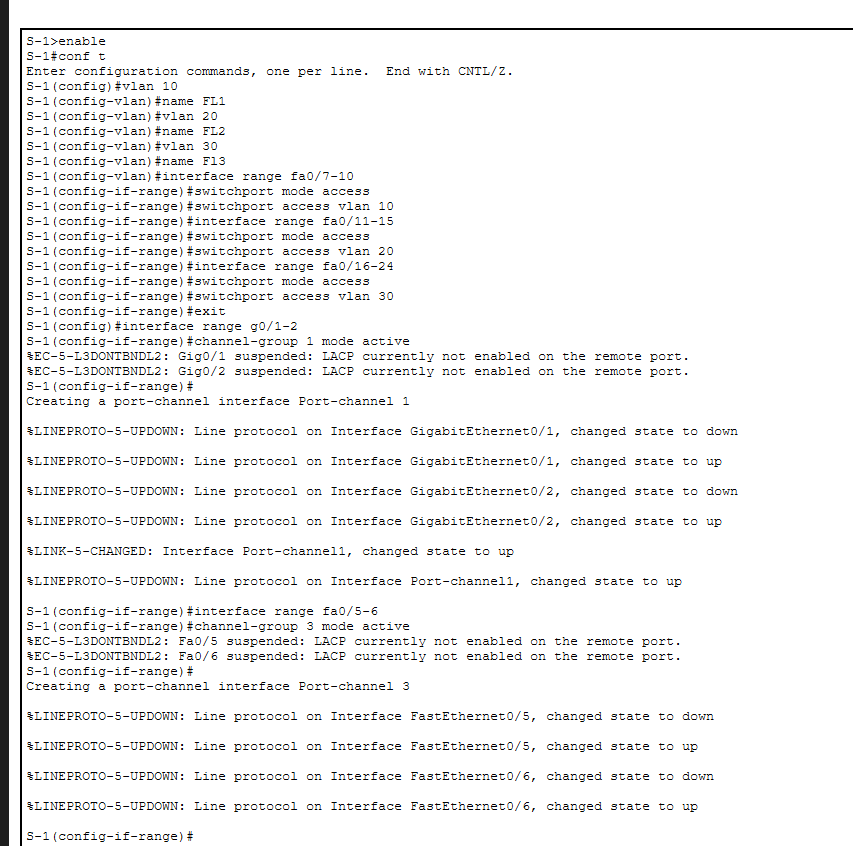 S-1>enable
S-1#conf t
Enter configuration commands, one per line.  End with CNTL/Z.
S-1(config)#vlan 10
S-1(config-vlan)#name FL1
S-1(config-vlan)#vlan 20
S-1(config-vlan)#name FL2
S-1(config-vlan)#vlan 30
S-1(config-vlan)#name Fl3
S-1(config-vlan)#interface range fa0/7-10
S-1(config-if-range)#switchport mode access
S-1(config-if-range)#switchport access vlan 10
S-1(config-if-range)#interface range fa0/11-15
S-1(config-if-range)#switchport mode access
S-1(config-if-range)#switchport access vlan 20
S-1(config-if-range)#interface range fa0/16-24
S-1(config-if-range)#switchport mode access
S-1(config-if-range)#switchport access vlan 30
S-1(config-if-range)#exit
S-1(config)#interface range g0/1-2
S-1(config-if-range)#channel-group 1 mode active
%EC-5-L3DONTBNDL2: Gig0/1 suspended: LACP currently not enabled on the remote port.
%EC-5-L3DONTBNDL2: Gig0/2 suspended: LACP currently not enabled on the remote port.
S-1(config-if-range)#
Creating a port-channel interface Port-channel 1
%LINEPROTO-5-UPDOWN: Line protocol on Interface GigabitEthernet0/1, changed state to down
%LINEPROTO-5-UPDOWN: Line protocol on Interface GigabitEthernet0/1, changed state to up
%LINEPROTO-5-UPDOWN: Line protocol on Interface GigabitEthernet0/2, changed state to down
%LINEPROTO-5-UPDOWN: Line protocol on Interface GigabitEthernet0/2, changed state to up
%LINK-5-CHANGED: Interface Port-channel1, changed state to up
%LINEPROTO-5-UPDOWN: Line protocol on Interface Port-channel1, changed state to up
S-1(config-if-range)#interface range fa0/5-6
S-1(config-if-range)#channel-group 3 mode active
%EC-5-L3DONTBNDL2: Fa0/5 suspended: LACP currently not enabled on the remote port.
%EC-5-L3DONTBNDL2: Fa0/6 suspended: LACP currently not enabled on the remote port.
S-1(config-if-range)#
Creating a port-channel interface Port-channel 3
%LINEPROTO-5-UPDOWN: Line protocol on Interface FastEthernet0/5, changed state to down
%LINEPROTO-5-UPDOWN: Line protocol on Interface FastEthernet0/5, changed state to up
%LINEPROTO-5-UPDOWN: Line protocol on Interface FastEthernet0/6, changed state to down
%LINEPROTO-5-UPDOWN: Line protocol on Interface FastEthernet0/6, changed state to up
S-1(config-if-range)#